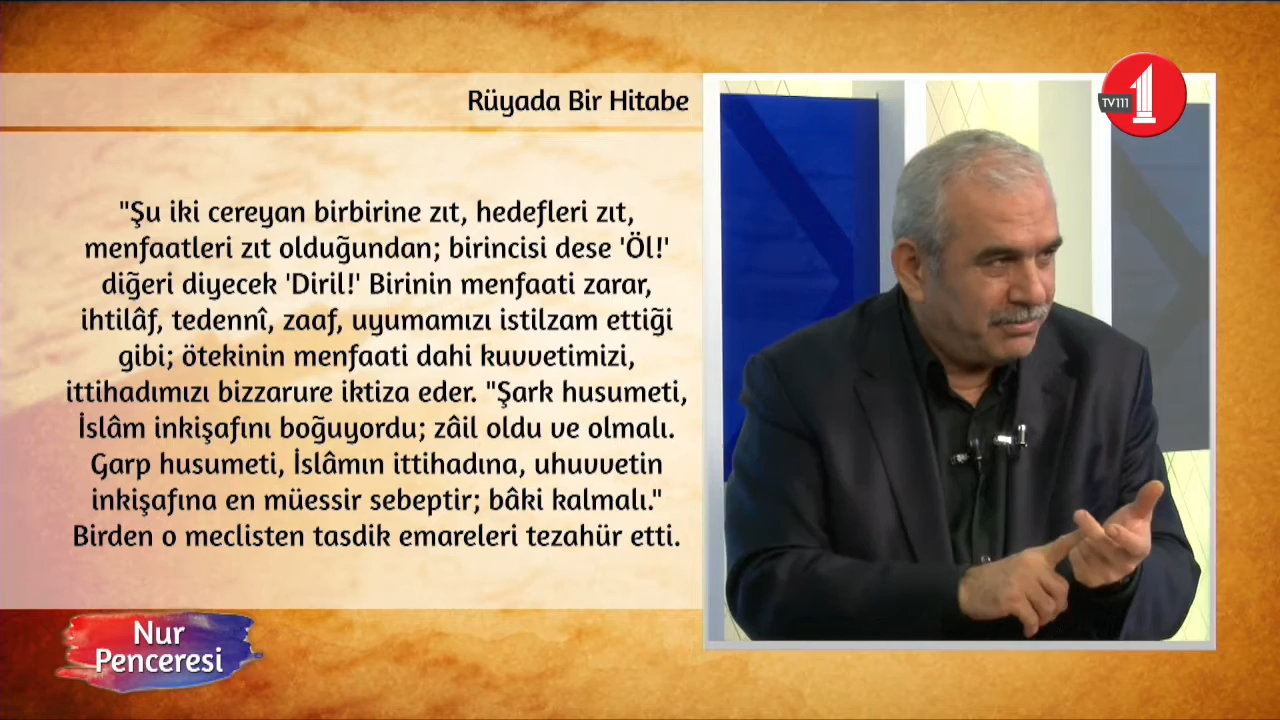 Rüyada Bir Hitabe
"Şu iki cereyan birbirine zıt, hedefleri zıt,
menfaatleri zıt olduğundan; birincisi dese 'Öl!'
diğeri diyecek 'Diril!' Birinin menfaati zarar,
ihtilâf, tedennî, zaaf, uyumamızı istilzam ettiği
gibi; ötekinin menfaati dahi kuvvetimizi,
ittihadımızı bizzarure iktiza eder. "Şark husumeti,
İslâm inkişafını boğuyordu; zâil oldu ve olmalı.
Garp husumeti, İslâmın ittihadına, uhuvvetin
inkişafına en müessir sebeptir; bâki kalmalı."
Birden o meclisten tasdik emareleri tezahür etti.
Nur
Penceresi
TV111
1